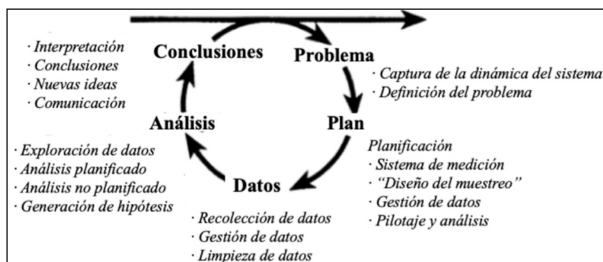 Conclusiones
Problema
Plan
Datos
Análisis
· Interpretación
· Conclusiones
· Nuevas ideas
· Comunicación
· Captura de la dinámica del sistema
· Definición del problema
Planificación
· Sistema de medición
· “Diseño del muestreo”
· Gestión de datos
· Pilotaje y análisis
· Recolección de datos
· Gestión de datos
· Limpieza de datos
· Exploración de datos
· Análisis planificado
· Análisis no planificado
· Generación de hipótesis